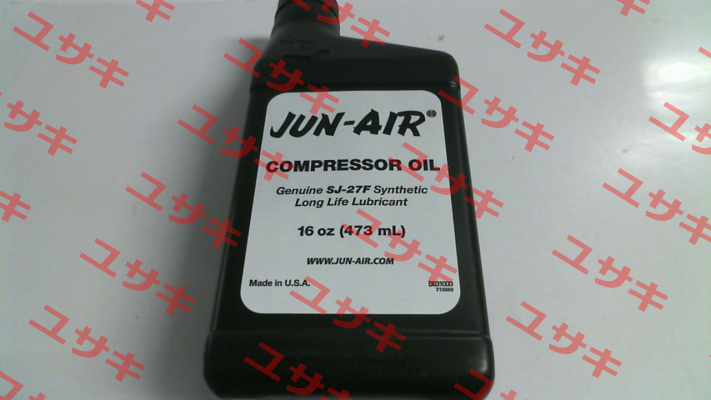 JUN-AIR®
COMPRESSOR OIL
Genuine SJ-27F Synthetic
Long Life Lubricant
16 oz (473 mL)
WWW.JUN-AIR.COM
Made in U.S.A.
5631000
ユサキ